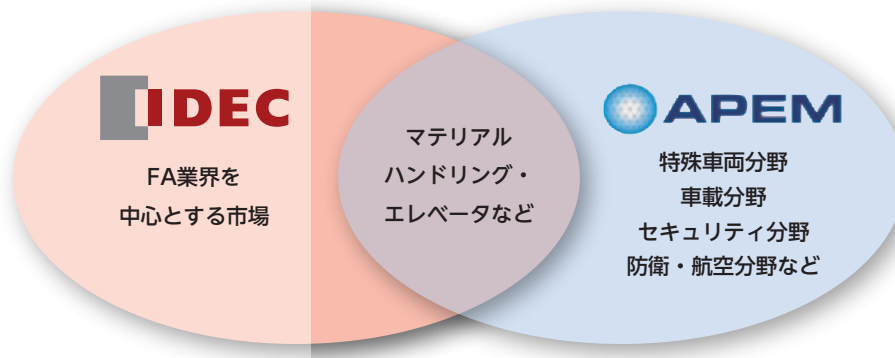 IDEC
FA業界を
中心とする市場
マテリアル
ハンドリング・
エレベータなど
APEM
特殊車両分野
車載分野
セキュリティ分野
防衛・航空分野など